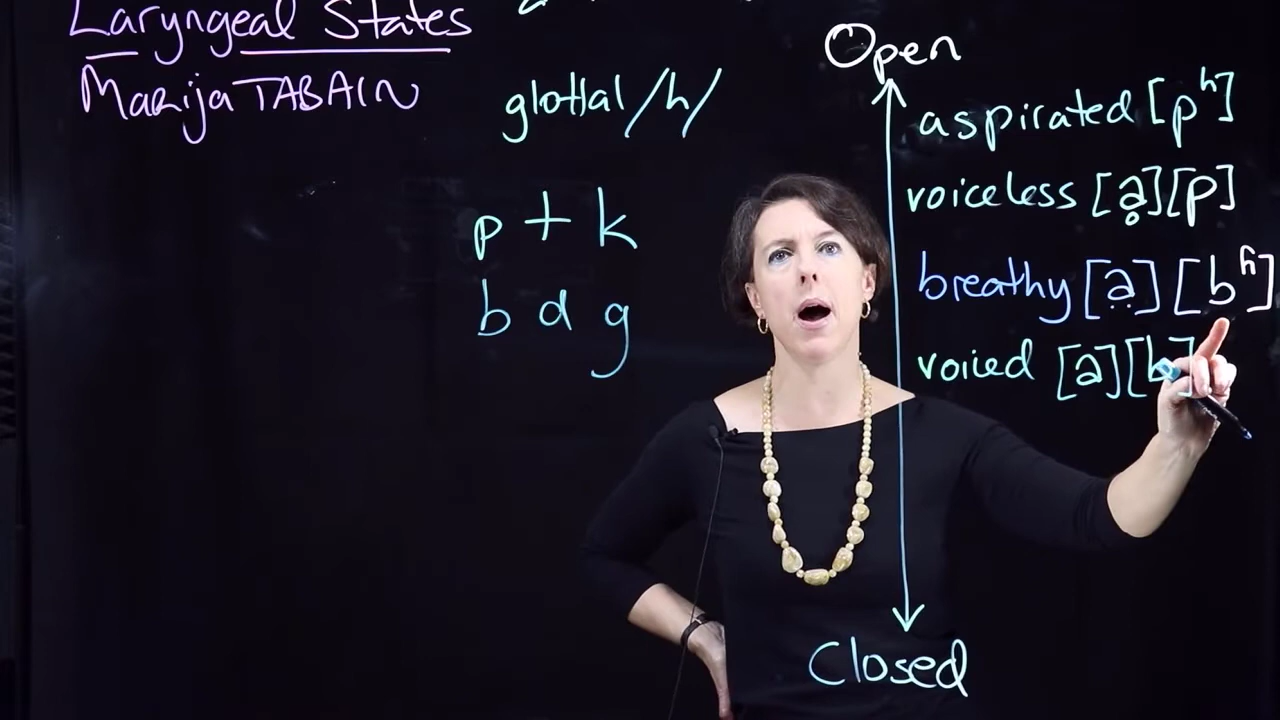 Laryngeal States
Marija TABAIN
glottal /h/
p t k
b d g
Open
aspirated [pʰ]
voiceless [ḁ][p]
breathy [a̤][bʱ]
voiced [a][b]
Closed